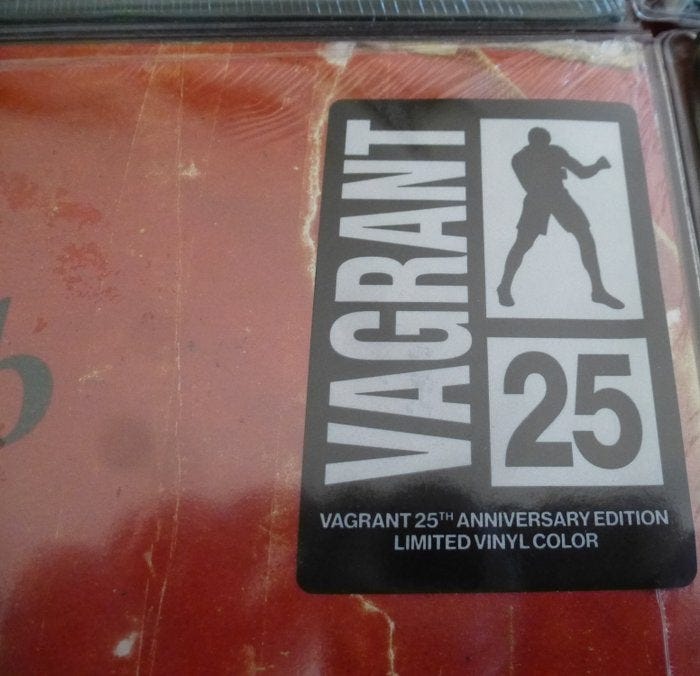 b
VAGRANT
25
VAGRANT 25TH ANNIVERSARY EDITION
LIMITED VINYL COLOR